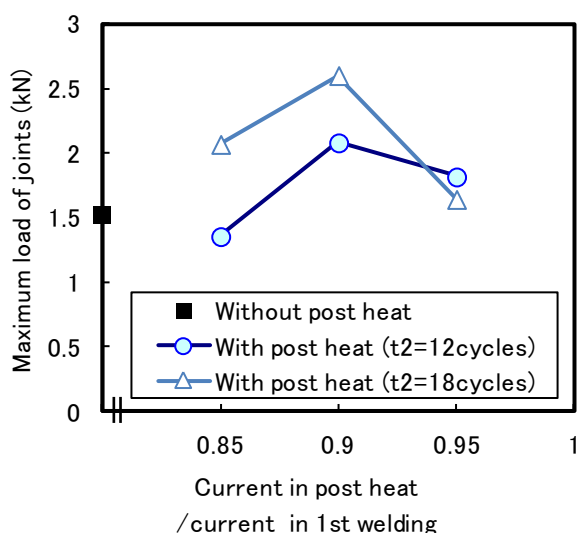 Maximum load of joints (kN)
3
2.5
2
1.5
1
0.5
0
Without post heat
With post heat (t2=12cycles)
With post heat (t2=18cycles)
0.85 0.9 0.95 1
Current in post heat
/current in 1st welding